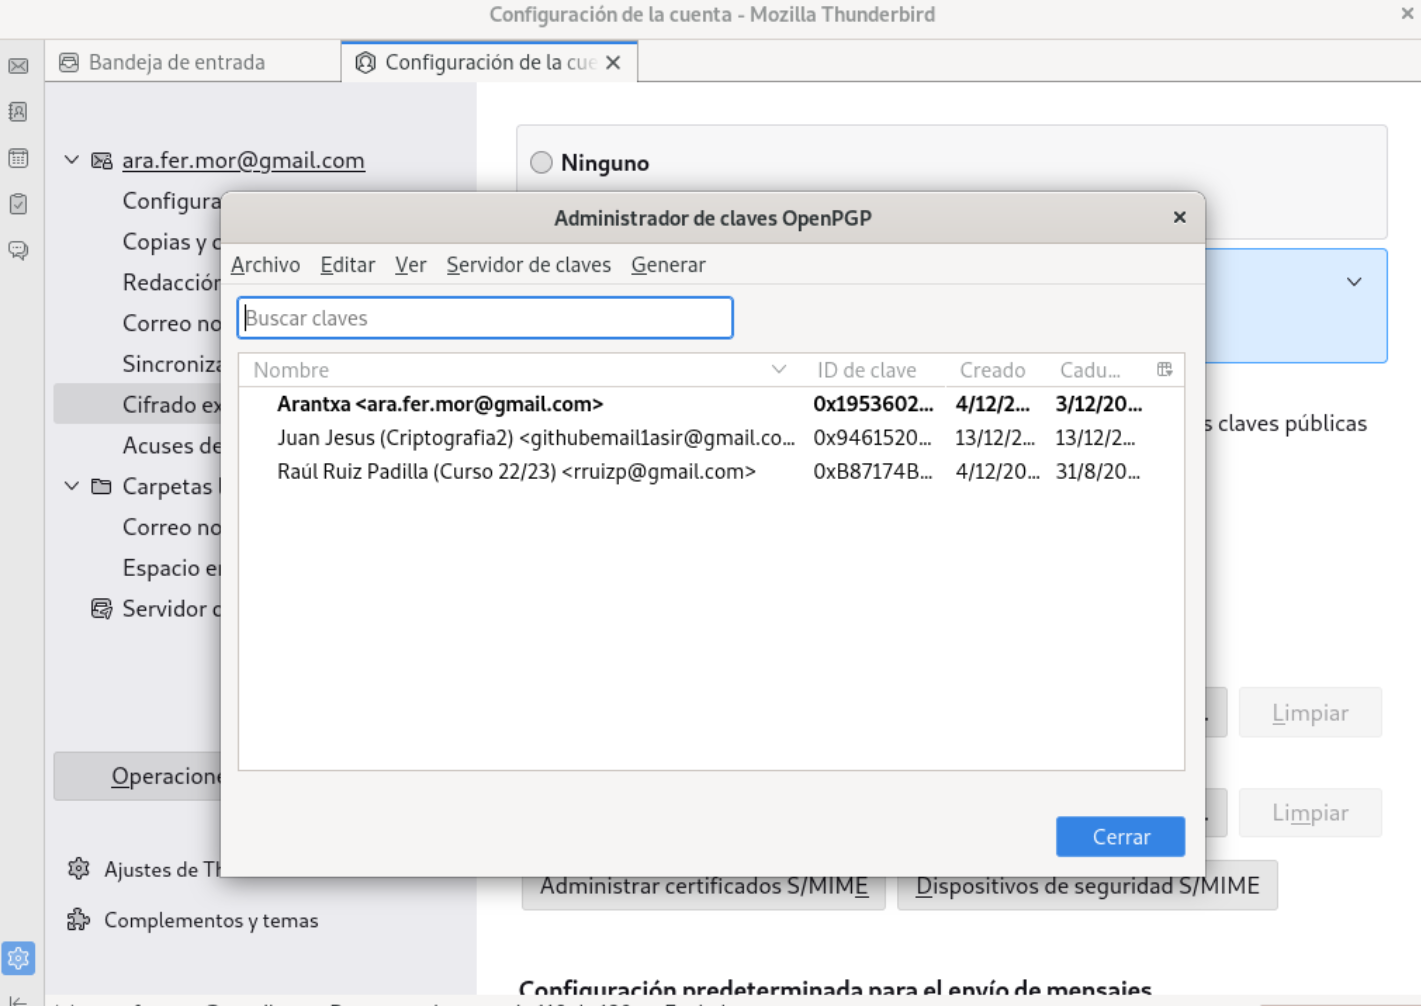 Configuración de la cuenta - Mozilla Thunderbird
Bandeja de entrada
Configuración de la cue
ara.fer.mor@gmail.com
Ninguno
Configura
Copias y c
Redacción
Correo no
Sincroniza
Cifrado ex
Acuses de
Carpetas
Correo no
Espacio e
Servidor c
Operacione
Ajustes de Th
Complementos y temas
Administrador de claves OpenPGP
Archivo Editar Ver Servidor de claves Generar
Buscar claves
Nombre ID de clave Creado Cadu...
Arantxa <ara.fer.mor@gmail.com> 0x1953602... 4/12/2... 3/12/20...
Juan Jesus (Criptografia2) <githubemail1asir@gmail.co... 0x9461520... 13/12/2... 13/12/2...
Raúl Ruiz Padilla (Curso 22/23) <rruizp@gmail.com> 0xB87174B... 4/12/20... 31/8/20...
Cerrar
s claves públicas
Limpiar
Limpiar
Administrar certificados S/MIME Dispositivos de seguridad S/MIME
Configuración predeterminada para el envío de mensajes